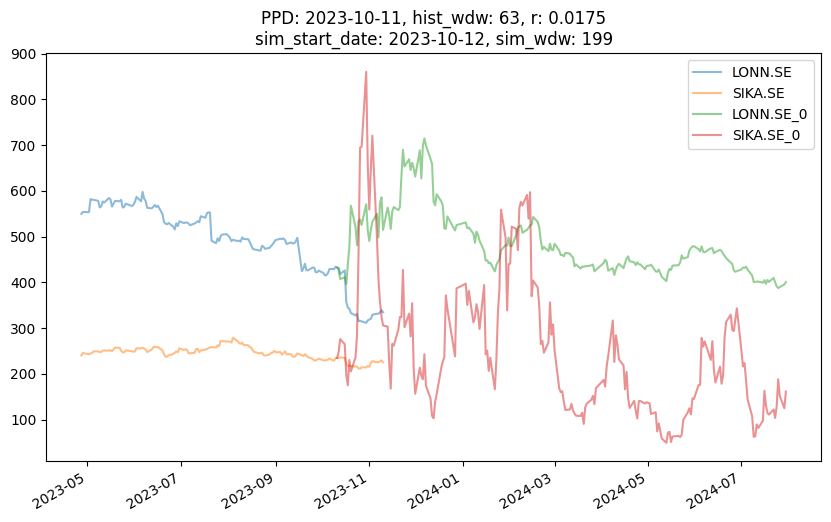 PPD: 2023-10-11, hist_wdw: 63, r: 0.0175
sim_start_date: 2023-10-12, sim_wdw: 199
900
800
700
600
500
400
300
200
100
LONN.SE
SIKA.SE
LONN.SE_0
SIKA.SE_0
2023-05
2023-07
2023-09
2023-11
2024-01
2024-03
2024-05
2024-07